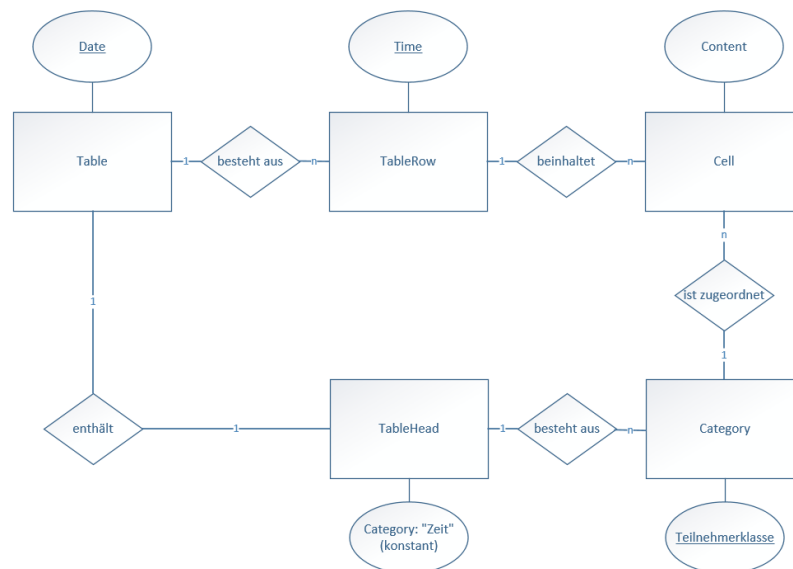 Date
Time
Content
Table
1
besteht aus
n
TableRow
1
beinhaltet
n
Cell
n
ist zugeordnet
1
1
enthält
1
TableHead
1
besteht aus
n
Category
Category: "Zeit"
(konstant)
Teilnehmerklasse